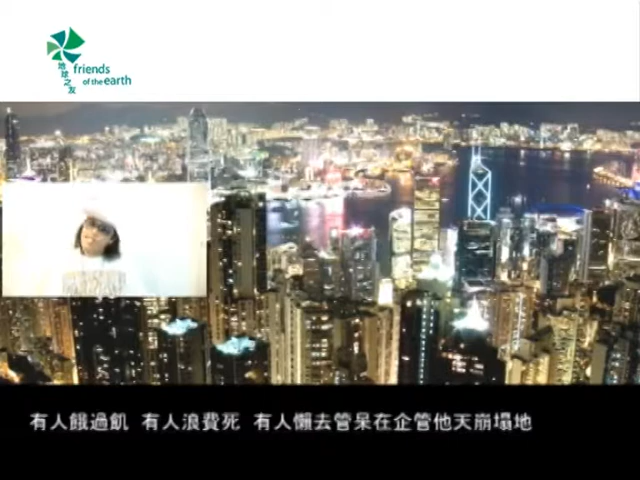 地球之友
friends
of the earth
有人餓過飢 有人浪費死 有人懶去管呆在企管他天崩塌地